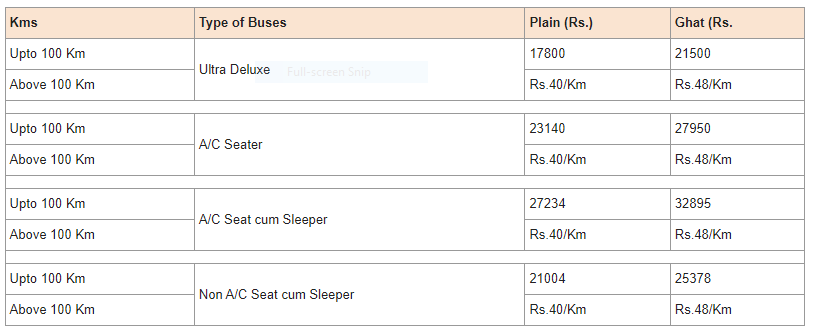 Kms Type of Buses Plain (Rs.) Ghat (Rs.
Upto 100 Km 17800 21500
Ultra Deluxe Full-screen Snip
Above 100 Km Rs.40/Km Rs.48/Km
Upto 100 Km 23140 27950
A/C Seater
Above 100 Km Rs.40/Km Rs.48/Km
Upto 100 Km 27234 32895
A/C Seat cum Sleeper
Above 100 Km Rs.40/Km Rs.48/Km
Upto 100 Km 21004 25378
Non A/C Seat cum Sleeper
Above 100 Km Rs.40/Km Rs.48/Km